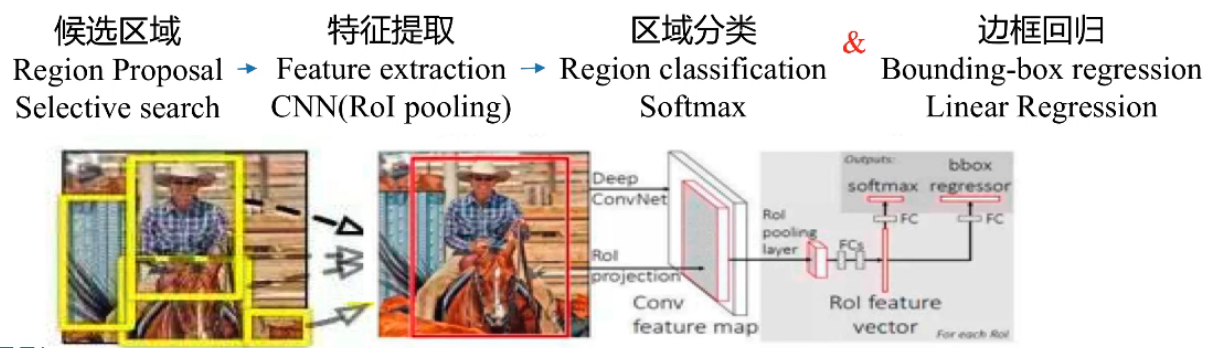 候选区域
Region Proposal
Selective search
特征提取
Feature extraction
CNN(RoI pooling)
区域分类
Region classification
Softmax
&
边框回归
Bounding-box regression
Linear Regression
Deep
ConvNet
RoI
projection
Conv
feature map
RoI
pooling
layer
FCs
RoI feature
vector
Outputs:
softmax
FC
bbox
regressor
FC
For each RoI